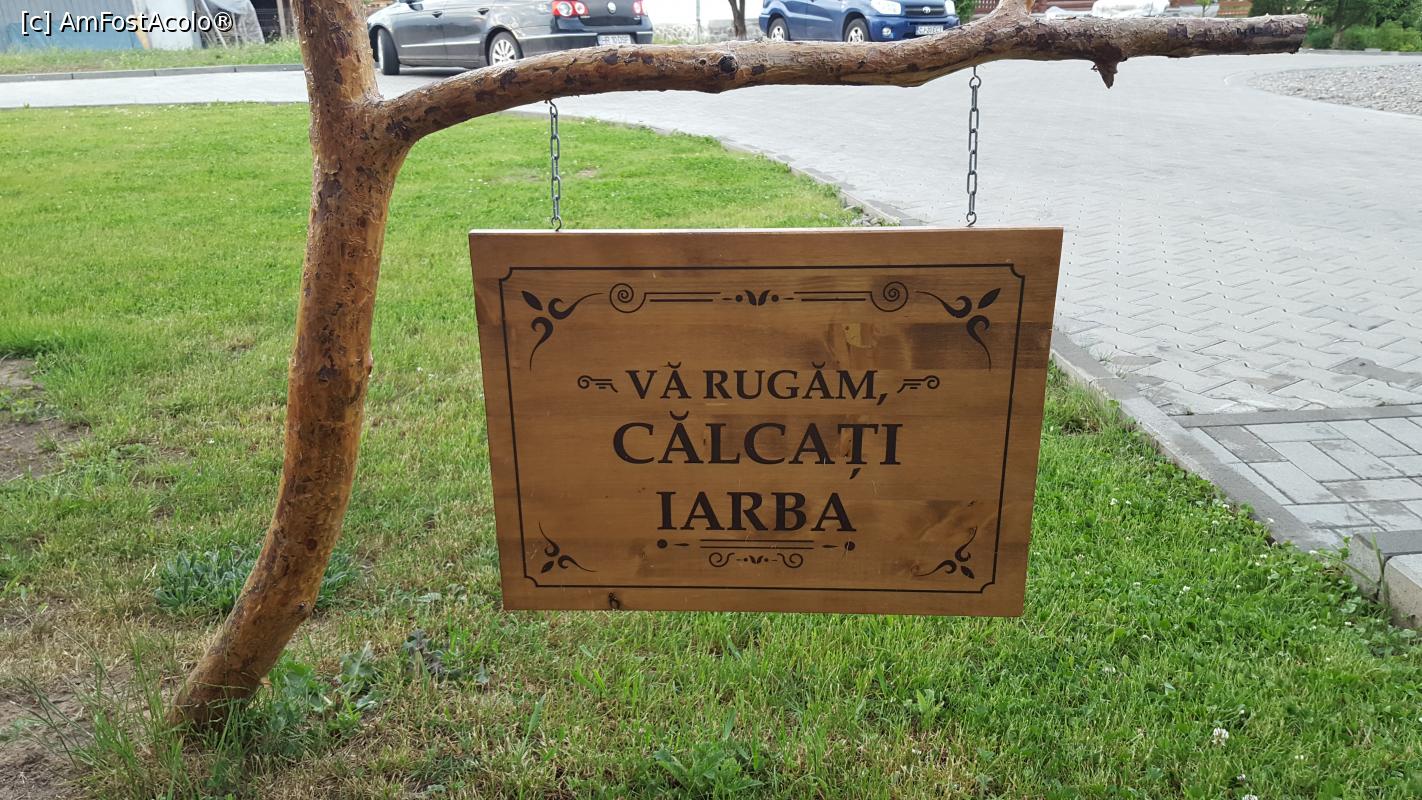 [c] AmFostAcolo®
VĂ RUGĂM,
CĂLCAȚI
IARBA